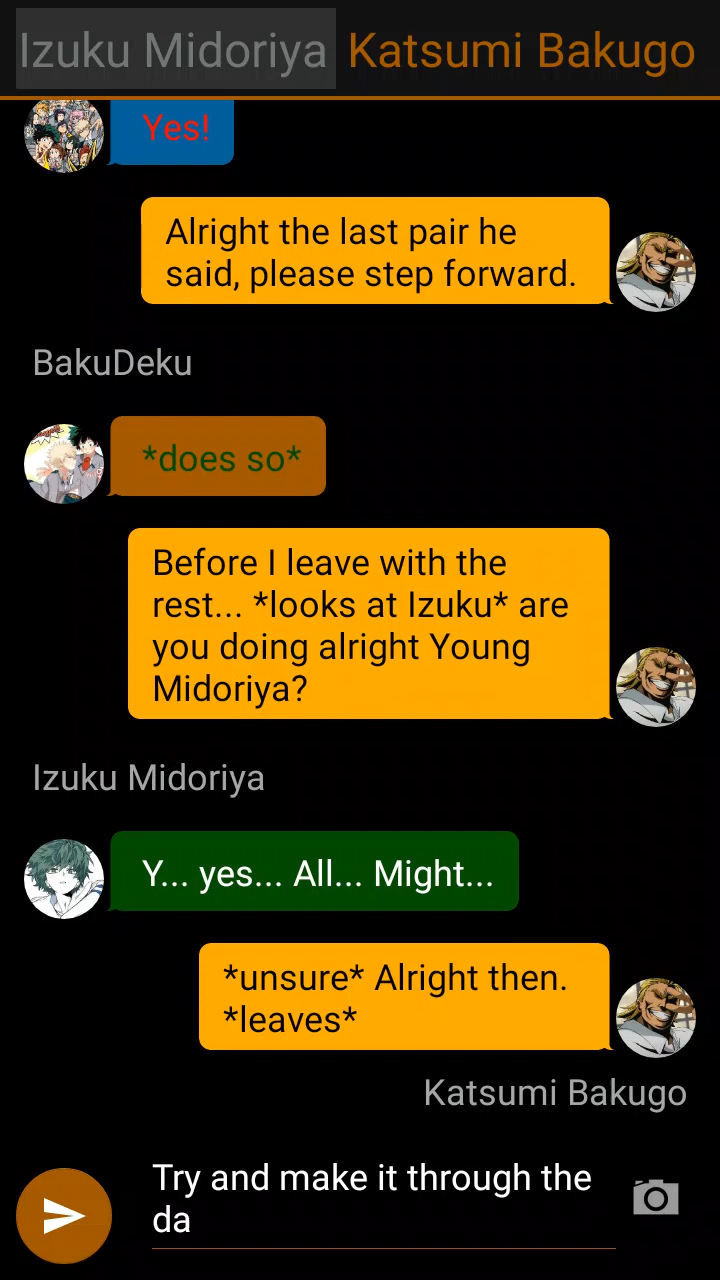 Izuku Midoriya Katsumi Bakugo
Yes!
Alright the last pair he
said, please step forward.
BakuDeku
*does so*
Before I leave with the
rest... *looks at Izuku* are
you doing alright Young
Midoriya?
Izuku Midoriya
Y... yes... All... Might...
*unsure* Alright then.
*leaves*
Katsumi Bakugo
Try and make it through the
da